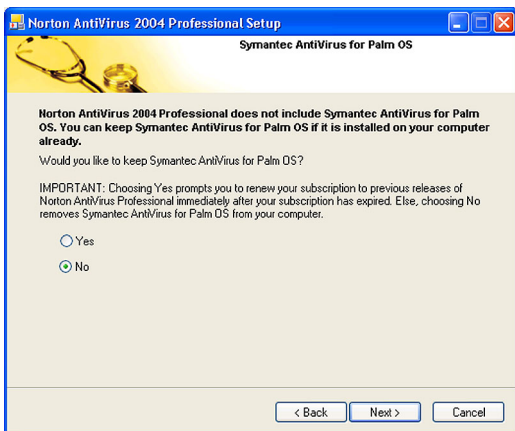 Norton AntiVirus 2004 Professional Setup
Symantec AntiVirus for Palm OS
Norton AntiVirus 2004 Professional does not include Symantec AntiVirus for Palm
OS. You can keep Symantec AntiVirus for Palm OS if it is installed on your computer
already.
Would you like to keep Symantec AntiVirus for Palm OS?
IMPORTANT: Choosing Yes prompts you to renew your subscription to previous releases of
Norton AntiVirus Professional immediately after your subscription has expired. Else, choosing No
removes Symantec AntiVirus for Palm OS from your computer.
Yes
No
< Back Next > Cancel